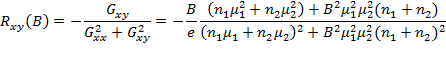 R_{xy}(B) = -\frac{G_{xy}}{G_{xx}^2 + G_{xy}^2} = -\frac{B}{e} \frac{(n_1\mu_1^2 + n_2\mu_2^2) + B^2\mu_1^2\mu_2^2(n_1 + n_2)}{(n_1\mu_1 + n_2\mu_2)^2 + B^2\mu_1^2\mu_2^2(n_1 + n_2)^2}